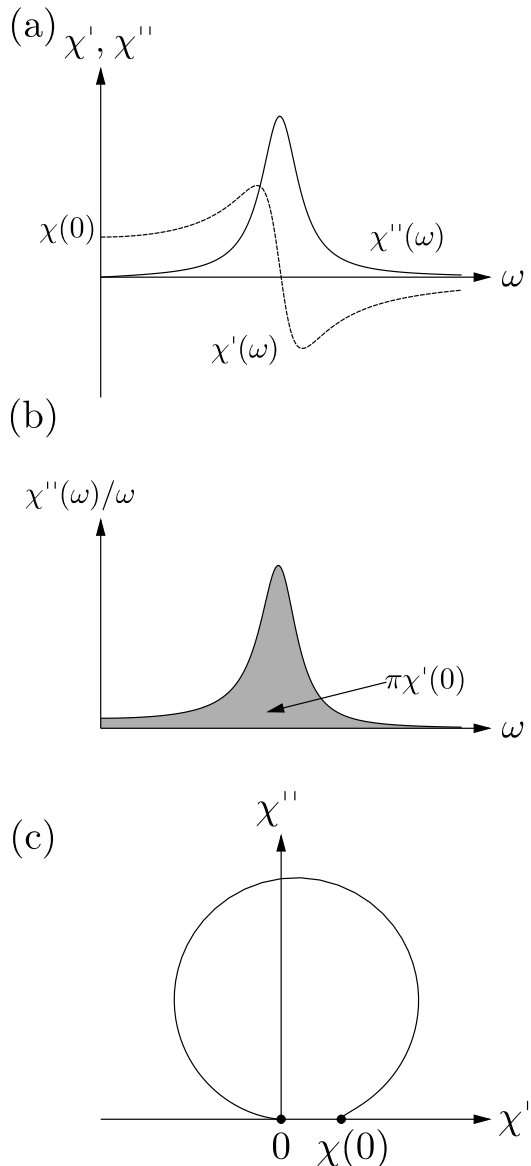 (a)
χ', χ''
χ(0)
χ''(ω)
ω
χ'(ω)
(b)
χ''(ω)/ω
πχ'(0)
ω
(c)
χ''
χ'
0 χ(0)